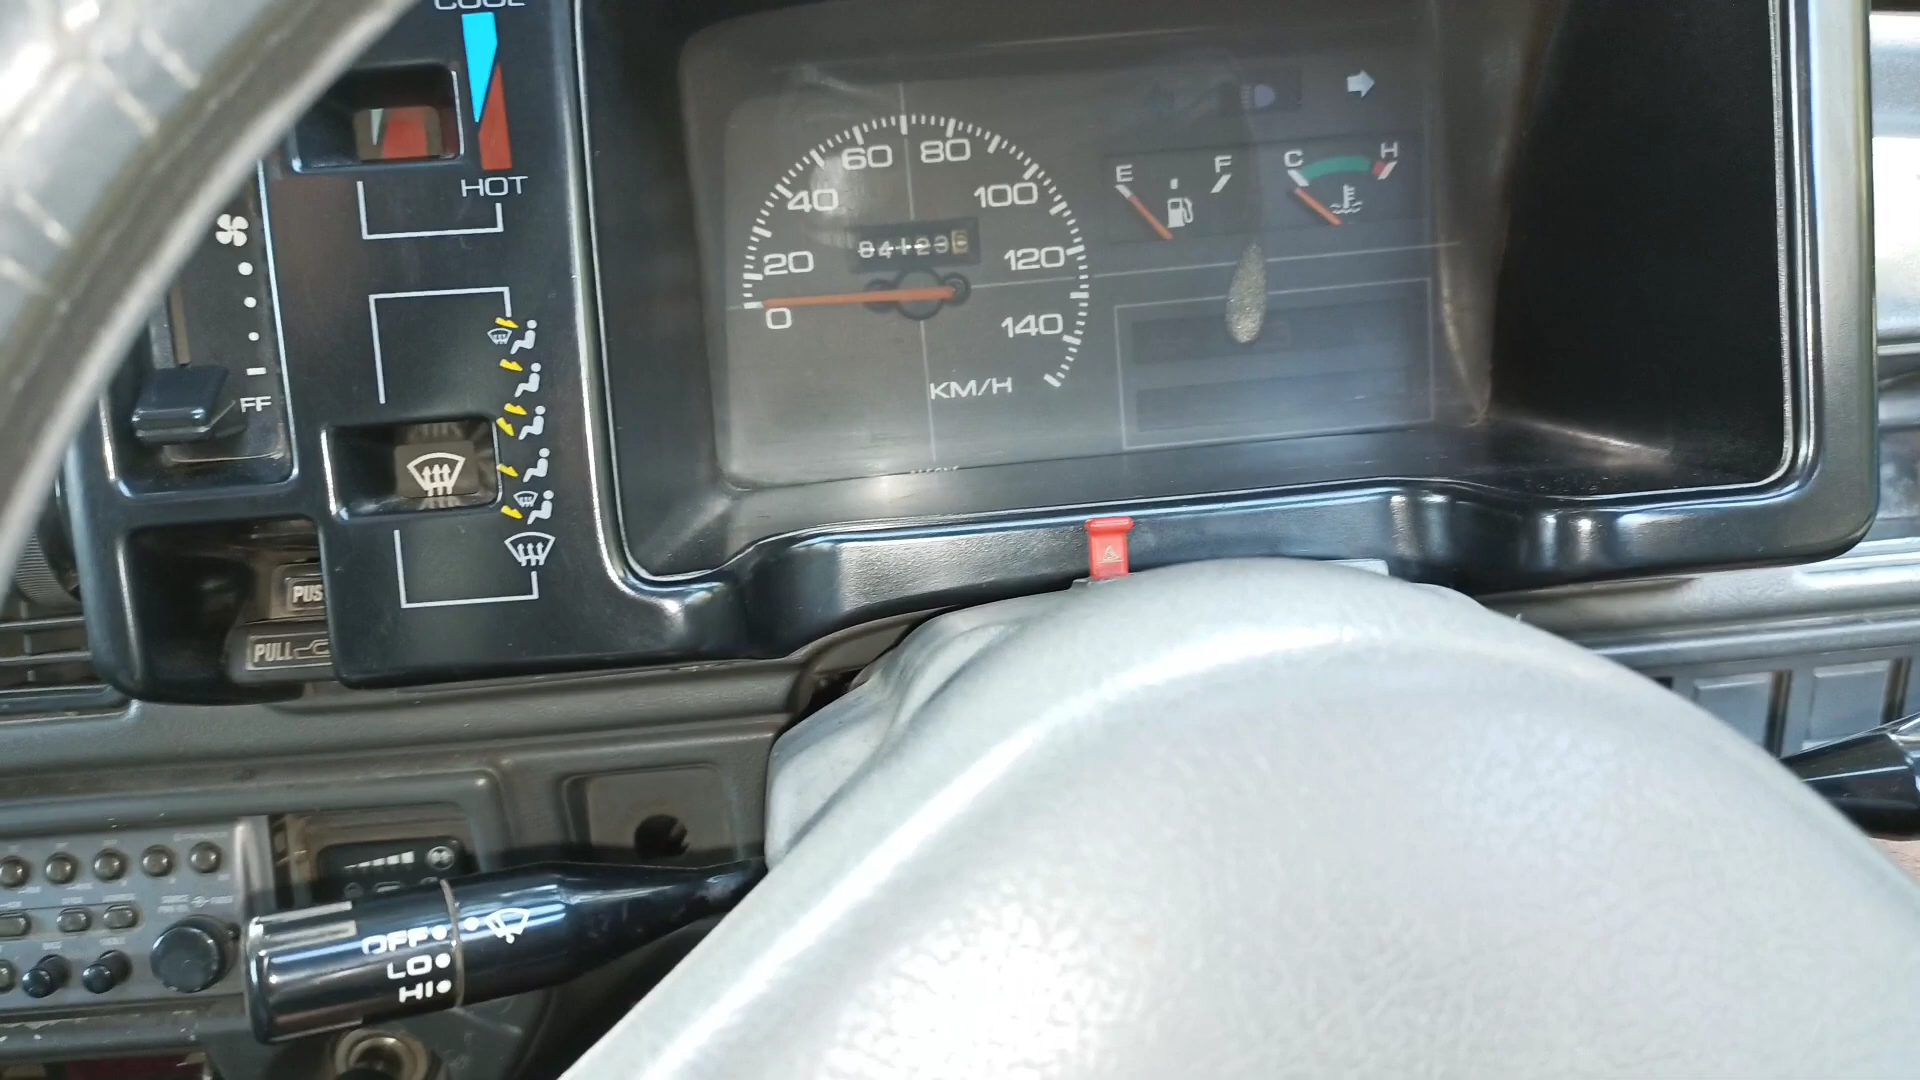 COOL
HOT
FF
PUS
PULL
60 80
40 100
20 120
0 140
KM/H
E F
C H
OFF
LO
HI